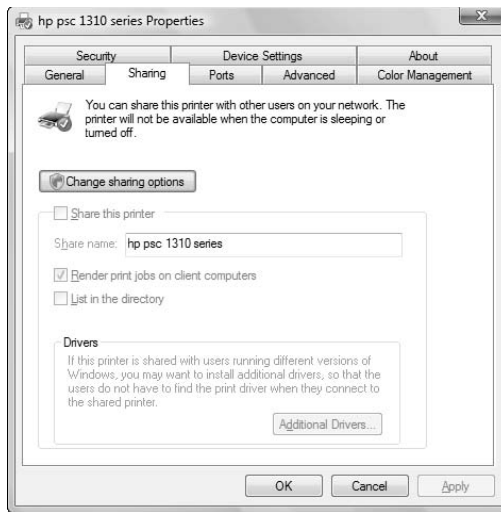 hp psc 1310 series Properties
Security Device Settings About
General Sharing Ports Advanced Color Management
You can share this printer with other users on your network. The
printer will not be available when the computer is sleeping or
turned off.
Change sharing options
Share this printer
Share name: hp psc 1310 series
Render print jobs on client computers
List in the directory
Drivers
If this printer is shared with users running different versions of
Windows, you may want to install additional drivers, so that the
users do not have to find the print driver when they connect to
the shared printer.
Additional Drivers...
OK Cancel Apply